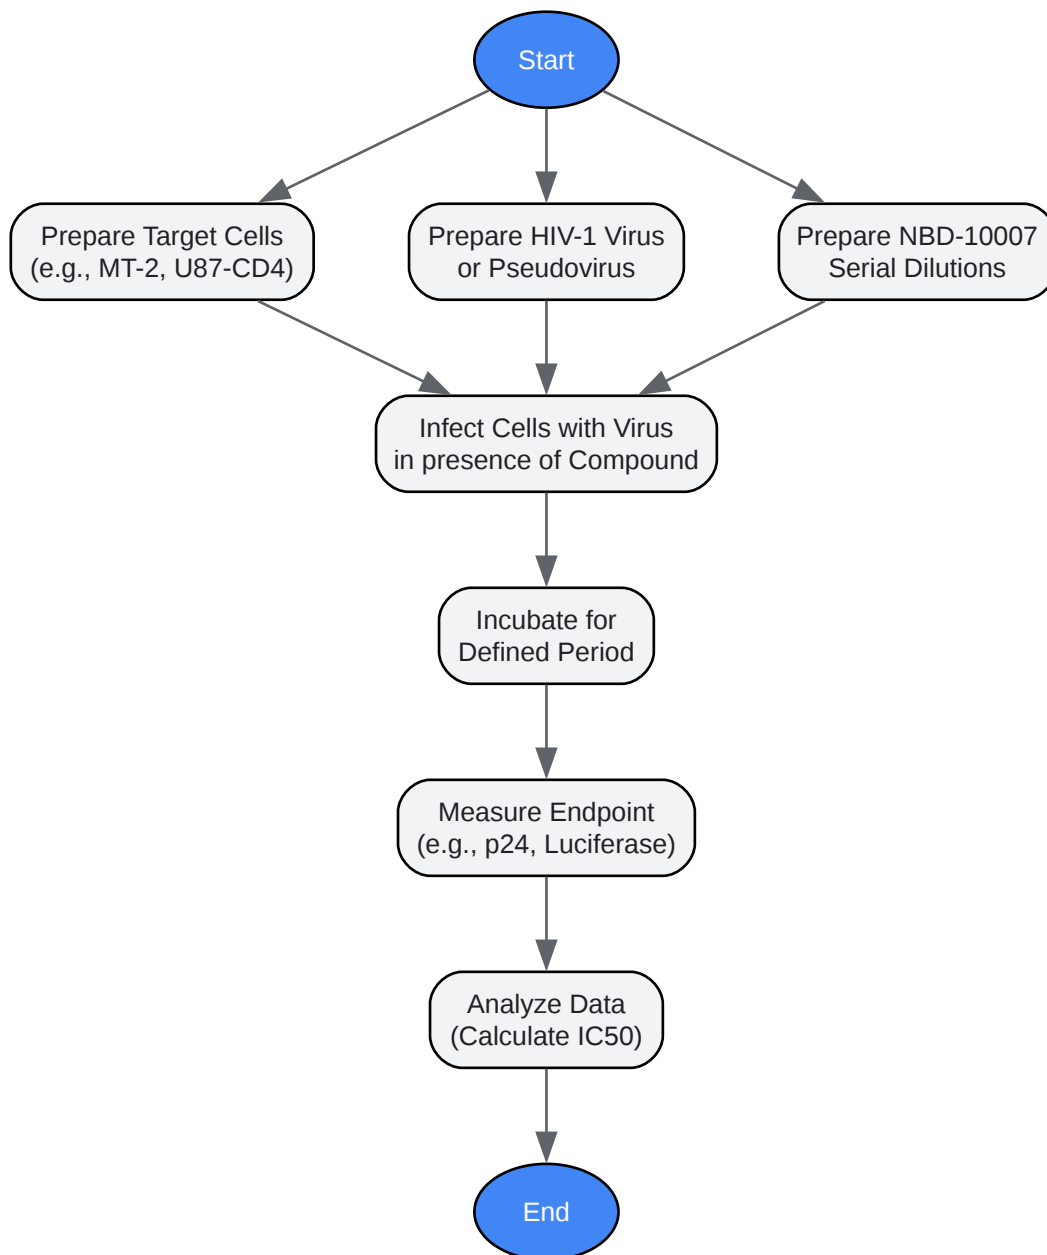 Start
Prepare Target Cells
(e.g., MT-2, U87-CD4)
Prepare HIV-1 Virus
or Pseudovirus
Prepare NBD-10007
Serial Dilutions
Infect Cells with Virus
in presence of Compound
Incubate for
Defined Period
Measure Endpoint
(e.g., p24, Luciferase)
Analyze Data
(Calculate IC50)
End